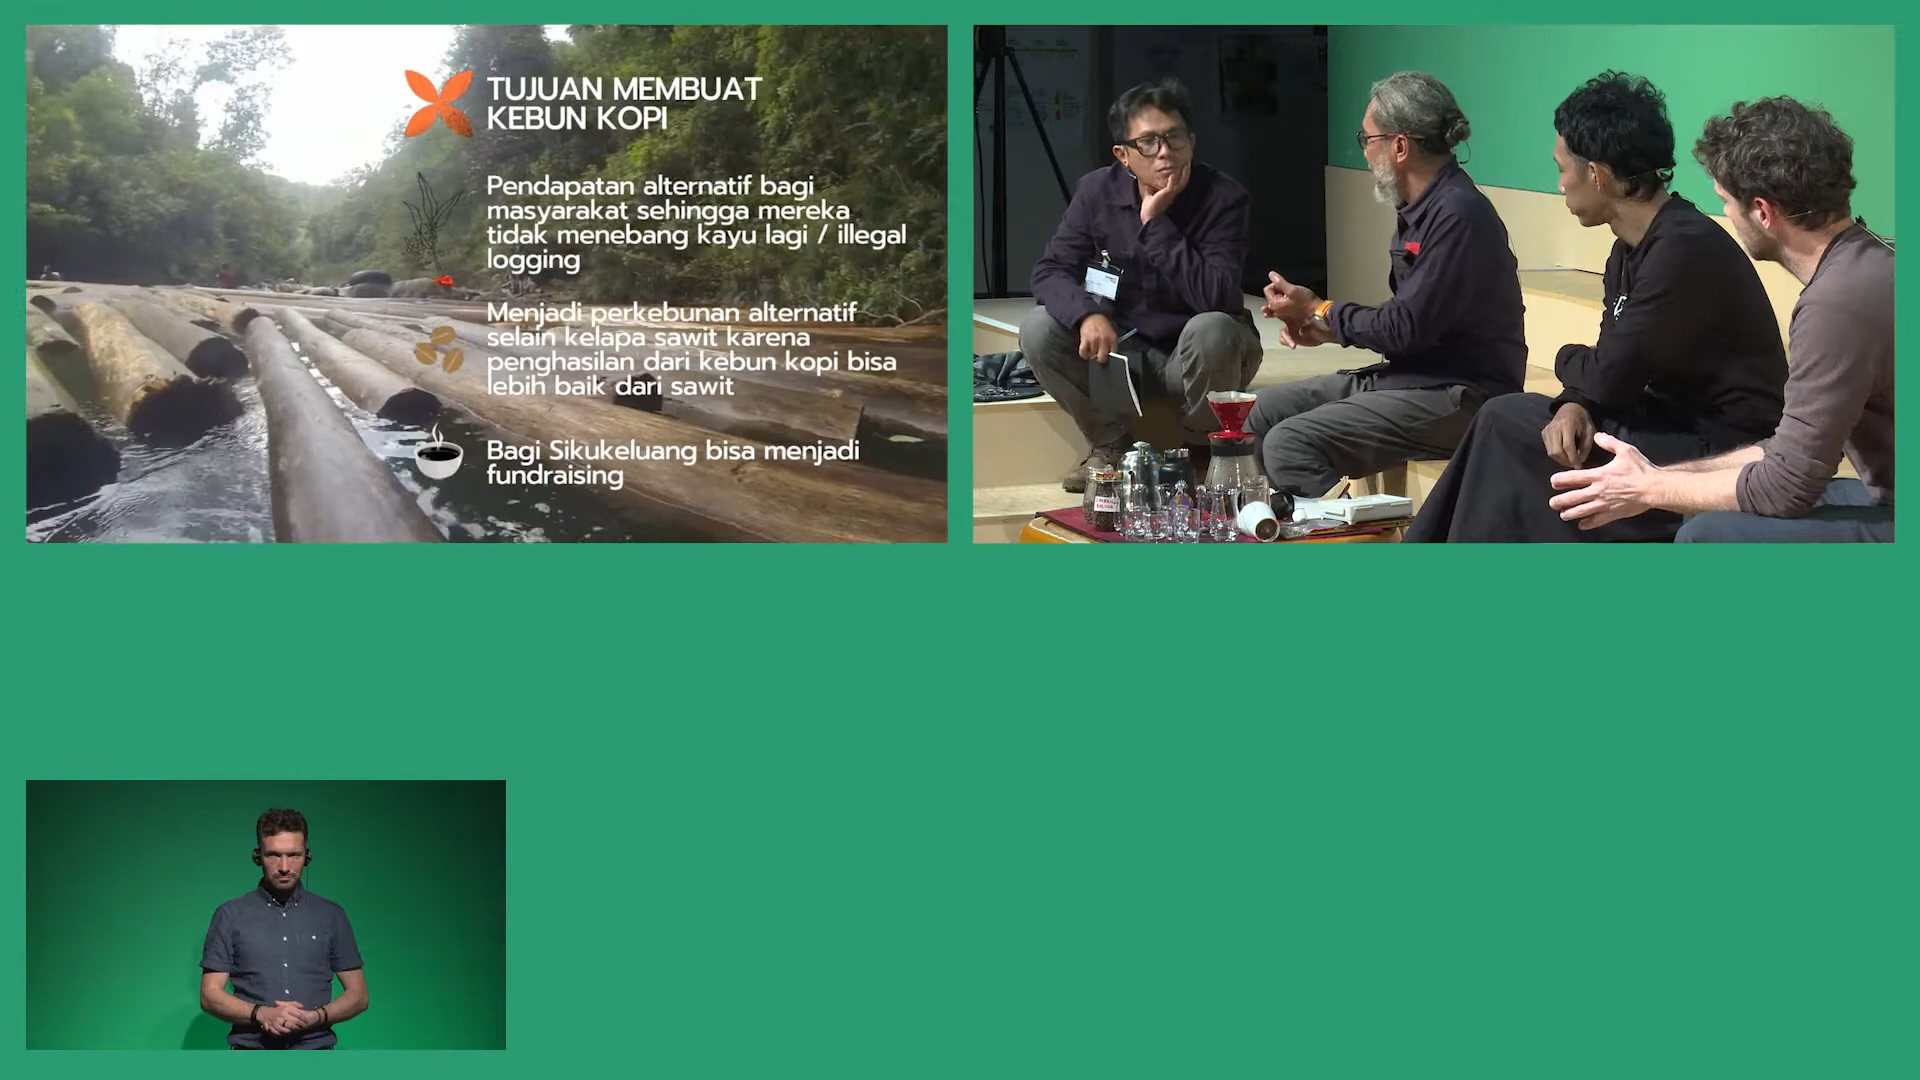 TUJUAN MEMBUAT
KEBUN KOPI
Pendapatan alternatif bagi
masyarakat sehingga mereka
tidak menebang kayu lagi / illegal
logging
Menjadi perkebunan alternatif
selain kelapa sawit karena
penghasilan dari kebun kopi bisa
lebih baik dari sawit
Bagi Sikukeluang bisa menjadi
fundraising